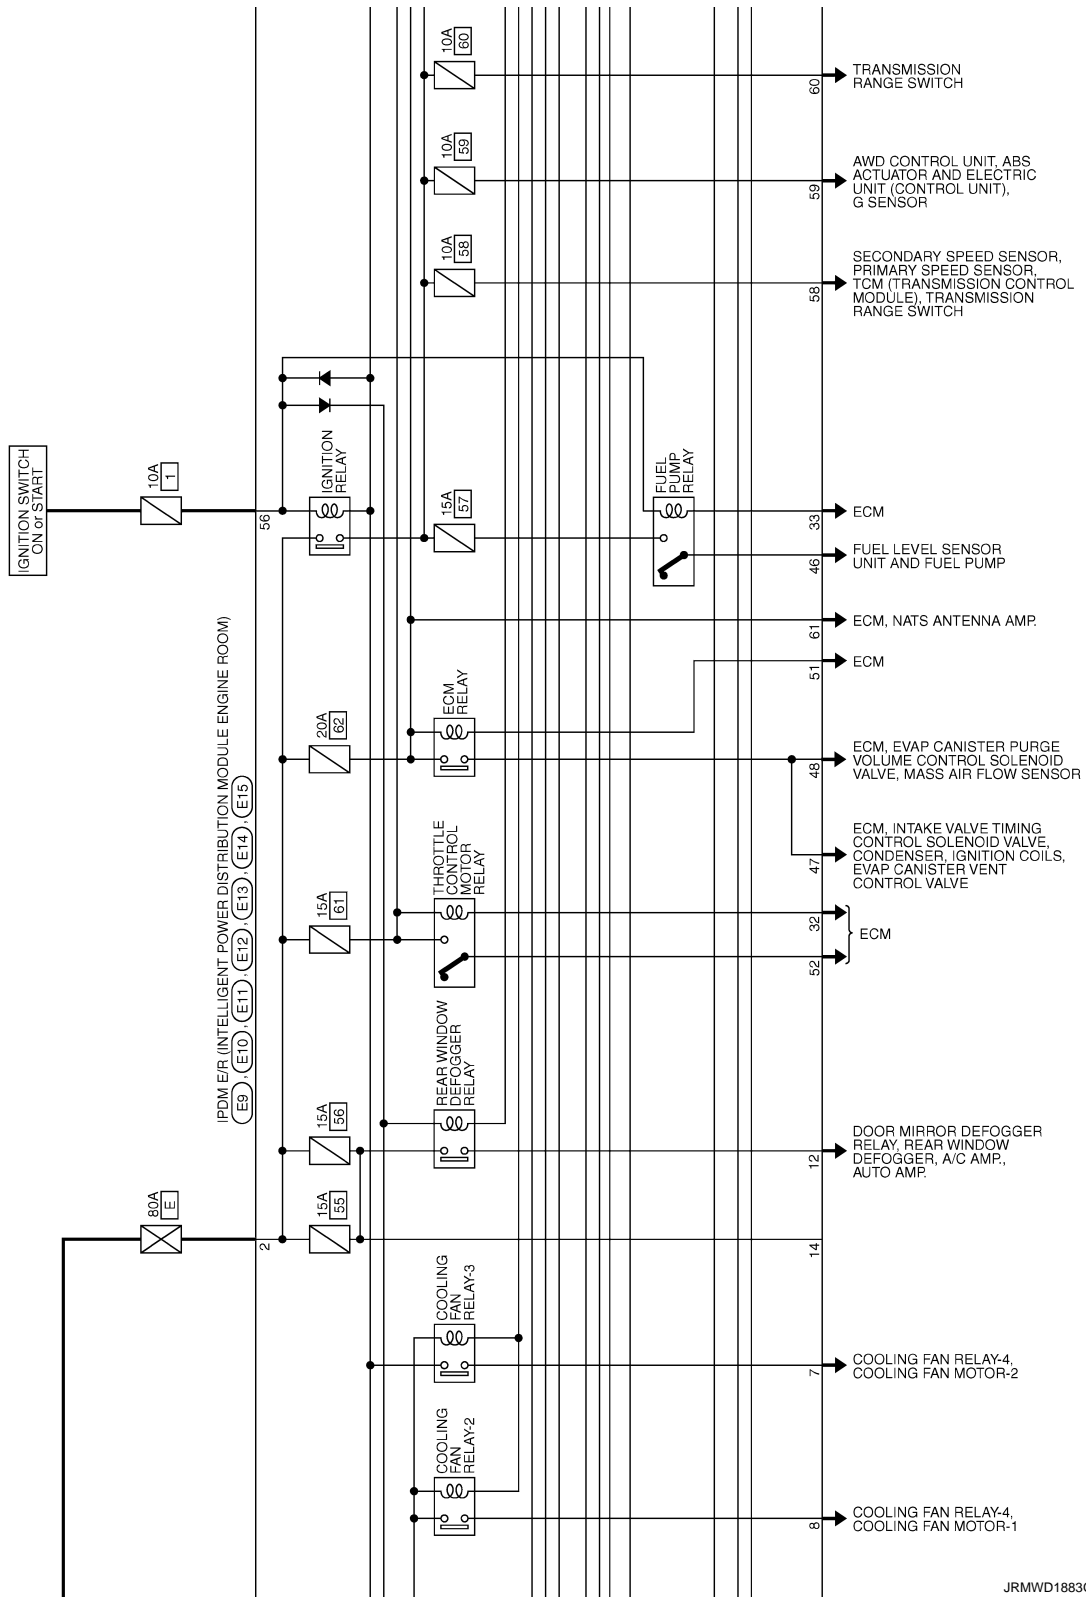 10A
60
60
TRANSMISSION
RANGE SWITCH
10A
59
59
AWD CONTROL UNIT, ABS
ACTUATOR AND ELECTRIC
UNIT (CONTROL UNIT),
G SENSOR
10A
58
58
SECONDARY SPEED SENSOR,
PRIMARY SPEED SENSOR,
TCM (TRANSMISSION CONTROL
MODULE), TRANSMISSION
RANGE SWITCH
IGNITION SWITCH
ON or START
10A
1
56
IGNITION
RELAY
15A
57
FUEL
PUMP
RELAY
33
ECM
46
FUEL LEVEL SENSOR
UNIT AND FUEL PUMP
61
ECM, NATS ANTENNA AMP.
51
ECM
IPDM E/R (INTELLIGENT POWER DISTRIBUTION MODULE ENGINE ROOM)
E9 , E10 , E11 , E12 , E13 , E14 , E15
20A
62
ECM
RELAY
48
ECM, EVAP CANISTER PURGE
VOLUME CONTROL SOLENOID
VALVE, MASS AIR FLOW SENSOR
47
ECM, INTAKE VALVE TIMING
CONTROL SOLENOID VALVE,
CONDENSER, IGNITION COILS,
EVAP CANISTER VENT
CONTROL VALVE
15A
61
THROTTLE
CONTROL
MOTOR
RELAY
32
52
ECM
15A
56
REAR WINDOW
DEFOGGER
RELAY
12
DOOR MIRROR DEFOGGER
RELAY, REAR WINDOW
DEFOGGER, A/C AMP.,
AUTO AMP.
80A
E
2
15A
55
14
COOLING
FAN
RELAY-3
7
COOLING FAN RELAY-4,
COOLING FAN MOTOR-2
COOLING
FAN
RELAY-2
8
COOLING FAN RELAY-4,
COOLING FAN MOTOR-1